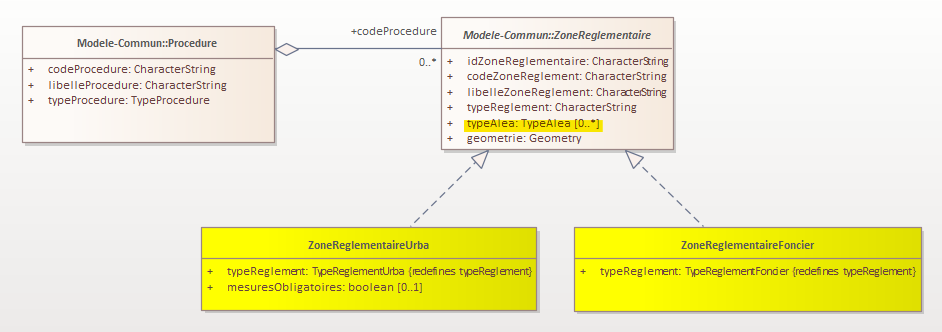 Modele-Commun::Procedure
+ codeProcedure: CharacterString
+ libelleProcedure: CharacterString
+ typeProcedure: TypeProcedure
+codeProcedure
0..*
Modele-Commun::ZoneReglementaire
+ idZoneReglementaire: CharacterString
+ codeZoneReglement: CharacterString
+ libelleZoneReglement: CharacterString
+ typeReglement: CharacterString
+ typeAlea: TypeAlea [0..*]
+ geometrie: Geometry
ZoneReglementaireUrba
+ typeReglement: TypeReglementUrba {redefines typeReglement}
+ mesuresObligatoires: boolean [0..1]
ZoneReglementaireFoncier
+ typeReglement: TypeReglementFoncier {redefines typeReglement}